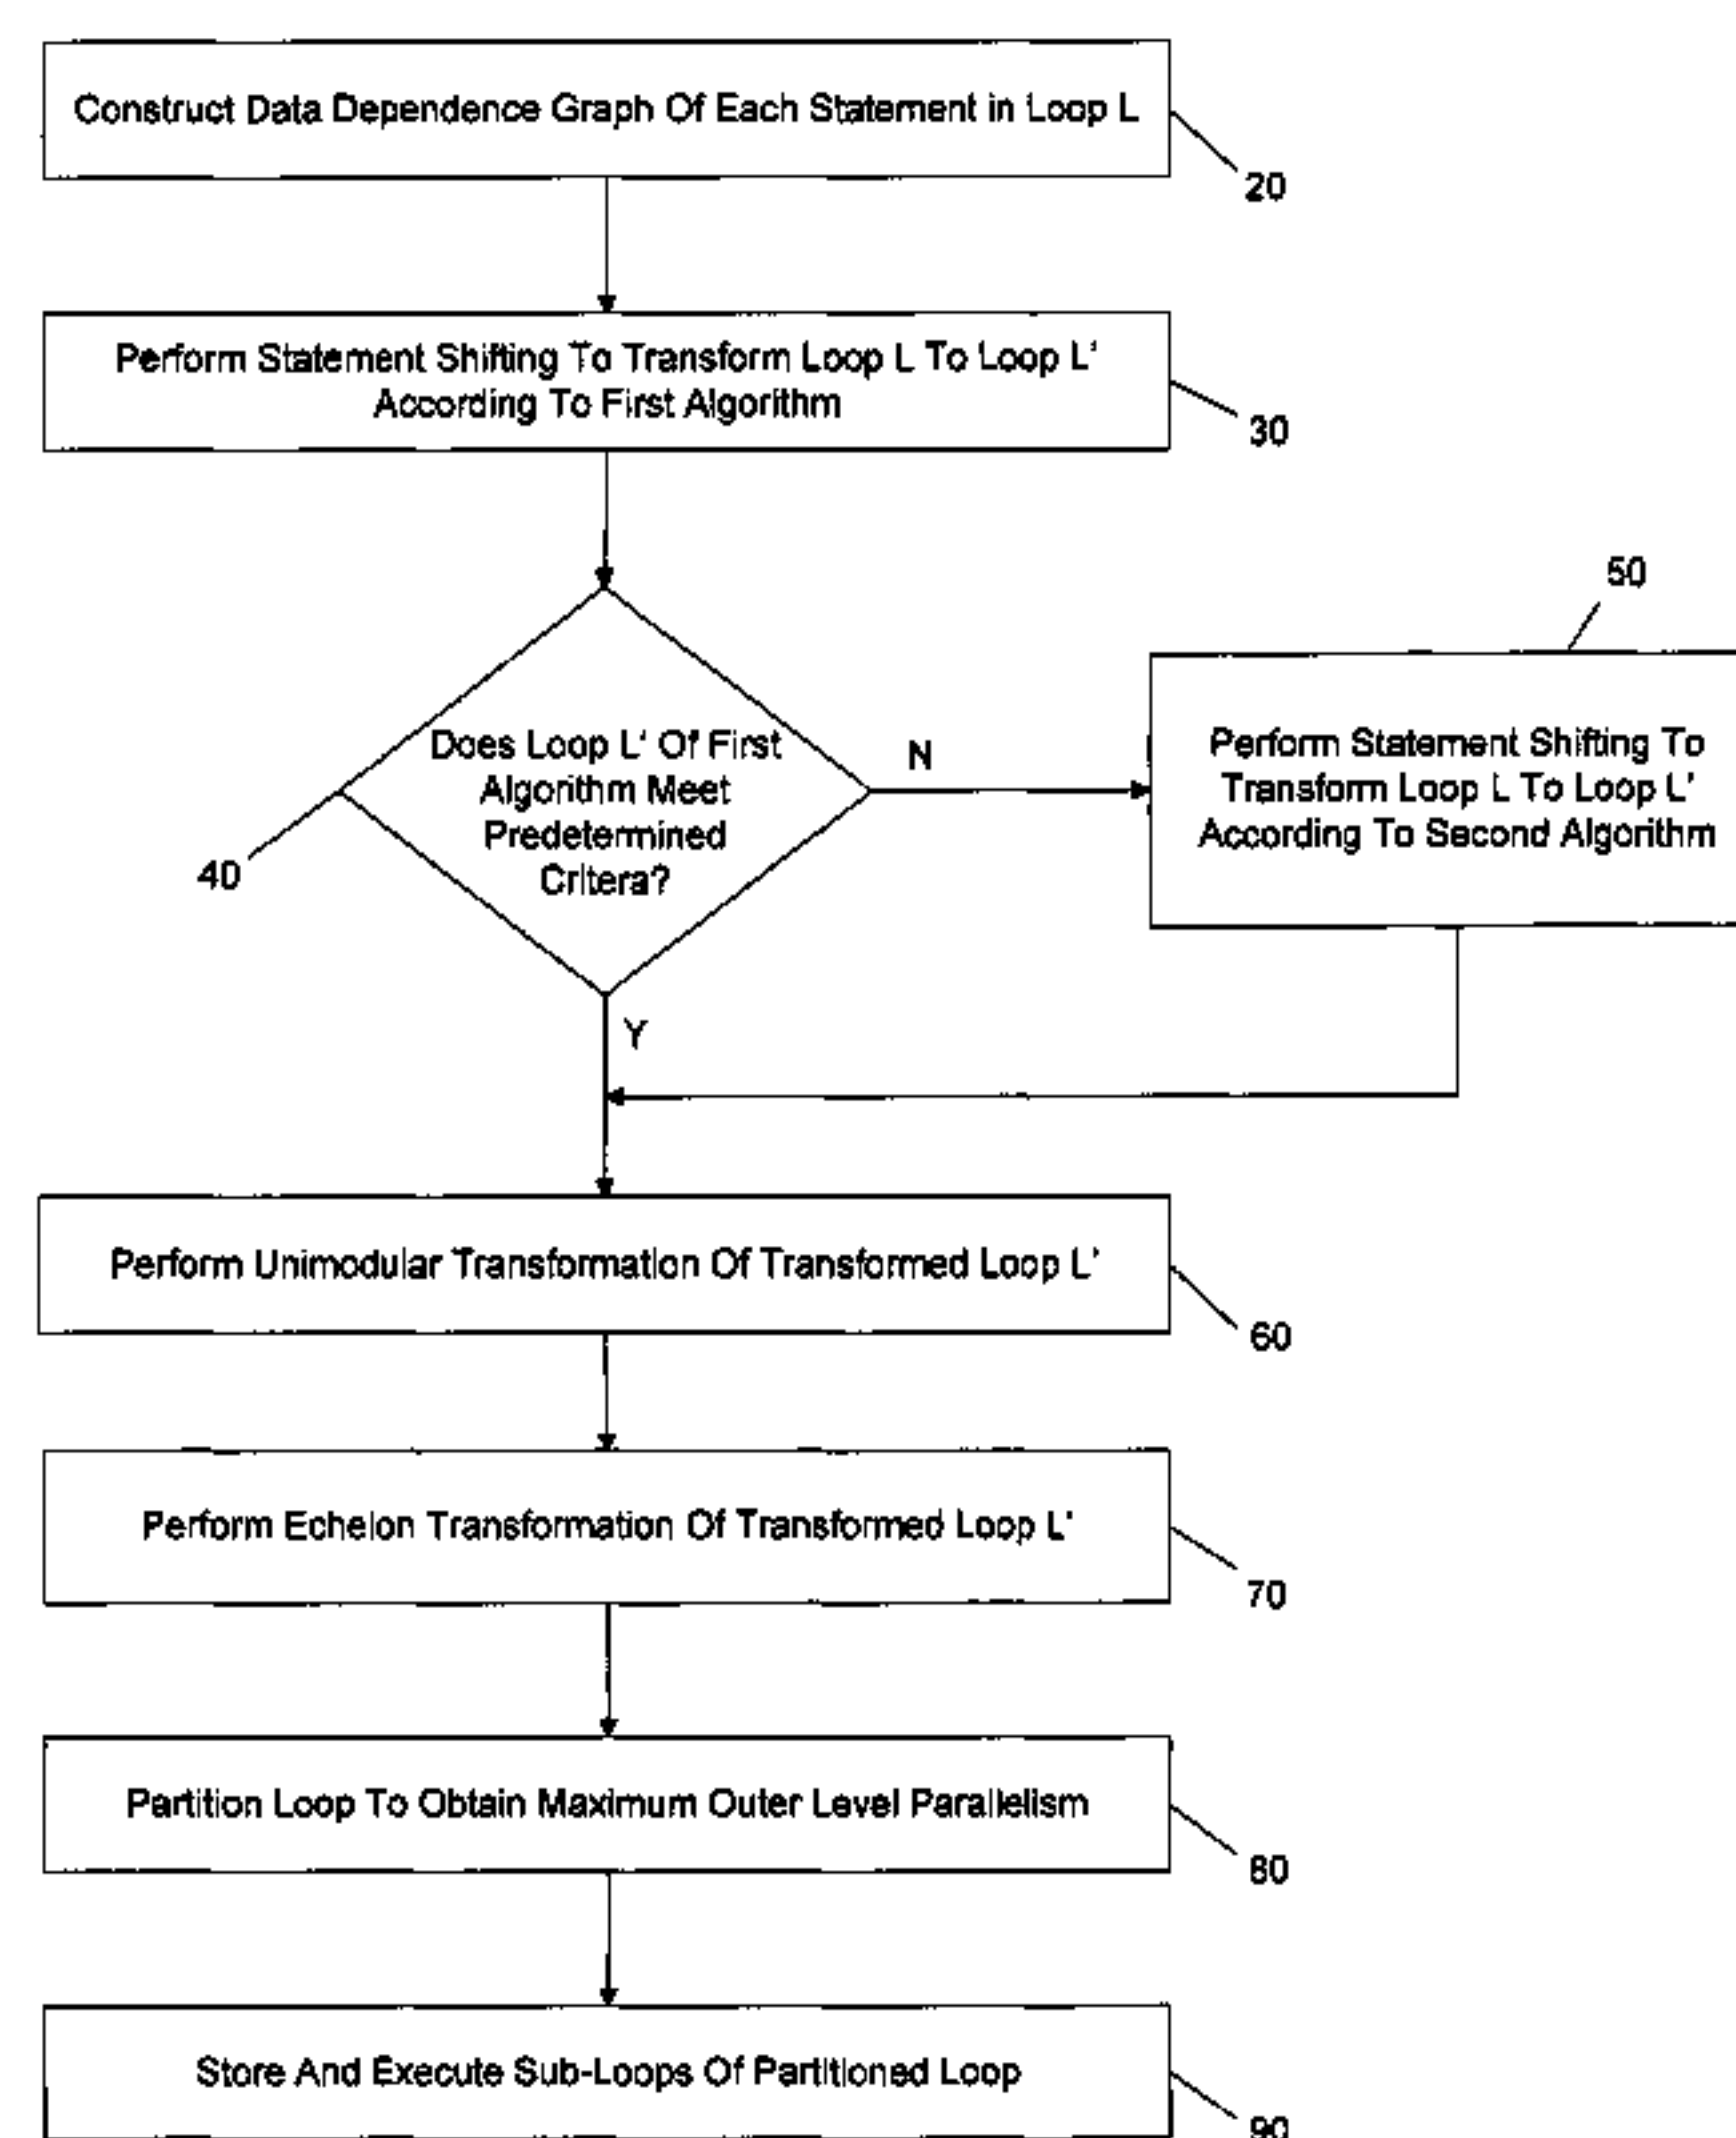 Construct Data Dependence Graph Of Each Statement in Loop L
20
Perform Statement Shifting To Transform Loop L To Loop L'
According To First Algorithm
30
Does Loop L' Of First
Algorithm Meet
Predetermined
Critera?
40
N
50
Perform Statement Shifting To
Transform Loop L To Loop L'
According To Second Algorithm
Y
Perform Unimodular Transformation Of Transformed Loop L'
60
Perform Echelon Transformation Of Transformed Loop L'
70
Partition Loop To Obtain Maximum Outer Level Parallelism
80
Store And Execute Sub-Loops Of Partitioned Loop
90